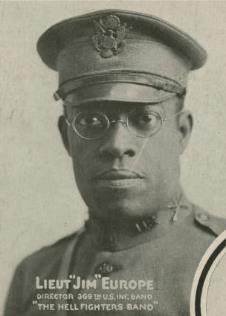 LIEUT "JIM" EUROPE
DIRECTOR 369TH U.S. INF. BAND
"THE HELL FIGHTERS BAND"